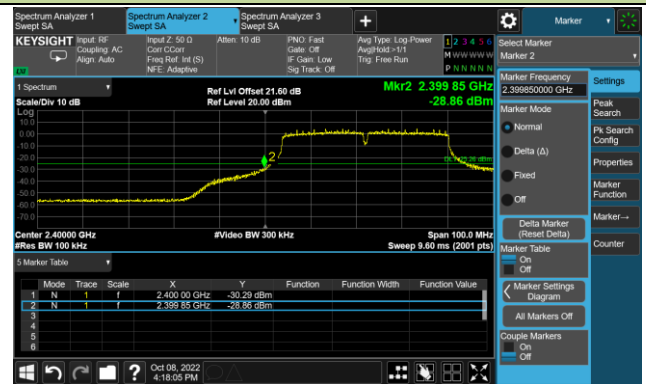 Spectrum Analyzer 1
Swept SA
Spectrum Analyzer 2
Swept SA
Spectrum Analyzer 3
Swept SA
+
Marker
KEYSIGHT
Input: RF
Coupling: AC
Align: Auto
Input Z: 50 Ω
Corr CCorr
Freq Ref: Int (S)
NFE: Adaptive
Atten: 10 dB
PNO: Fast
Gate: Off
IF Gain: Low
Sig Track: Off
Avg Type: Log-Power
Avg|Hold:>1/1
Trig: Free Run
1 2 3 4 5 6
M W W W W W
P N N N N N
1 Spectrum
Scale/Div 10 dB
Log
Ref Lvl Offset 21.60 dB
Ref Level 20.00 dBm
Mkr2 2.399 85 GHz
-28.86 dBm
10.0
0.00
-10.0
-20.0
-30.0
-40.0
-50.0
-60.0
-70.0
2
Center 2.40000 GHz
#Res BW 100 kHz
#Video BW 300 kHz
Span 100.0 MHz
Sweep 9.60 ms (2001 pts)
5 Marker Table
Mode Trace Scale X Y Function Function Width Function Value
1 N 1 f 2.400 00 GHz -30.29 dBm
2 N 1 f 2.399 85 GHz -28.86 dBm
3
4
5
6
Oct 08, 2022
4:18:05 PM
Select Marker
Marker 2
Marker Frequency
2.399850000 GHz
Marker Mode
Normal
Delta (Δ)
Fixed
Off
Delta Marker
(Reset Delta)
Marker Table
On
Off
Marker Settings
Diagram
All Markers Off
Couple Markers
On
Off
Settings
Peak
Search
Pk Search
Config
Properties
Marker
Function
Marker→
Counter